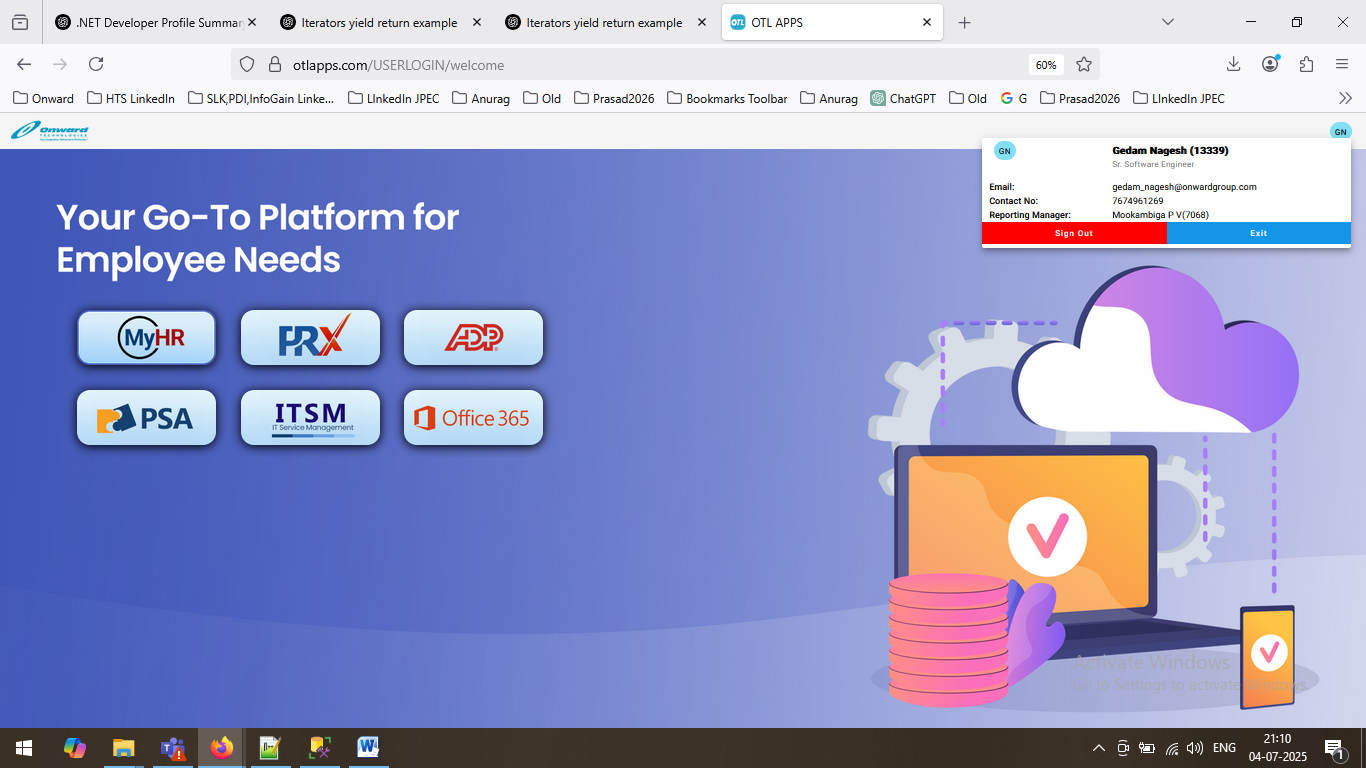 .NET Developer Profile Summar
Iterators yield return example
Iterators yield return example
OTL
OTL APPS
otlapps.com/USERLOGIN/welcome
60%
Onward
HTS LinkedIn
SLK,PDI,InfoGain Linke...
LInkedIn JPEC
Anurag
Old
Prasad2026
Bookmarks Toolbar
Anurag
ChatGPT
Old
G
Prasad2026
LInkedIn JPEC
Onward
TECHNOLOGIES
GN
GN
Gedam Nagesh (13339)
Sr. Software Engineer
Email: gedam_nagesh@onwardgroup.com
Contact No: 7674961269
Reporting Manager: Mookambiga P V(7068)
Sign Out
Exit
Your Go-To Platform for
Employee Needs
MyHR
PRX
ADP
PSA
ITSM
IT Service Management
Office 365
Activate Windows
Go to Settings to activate Windows.
ENG
21:10
04-07-2025
1